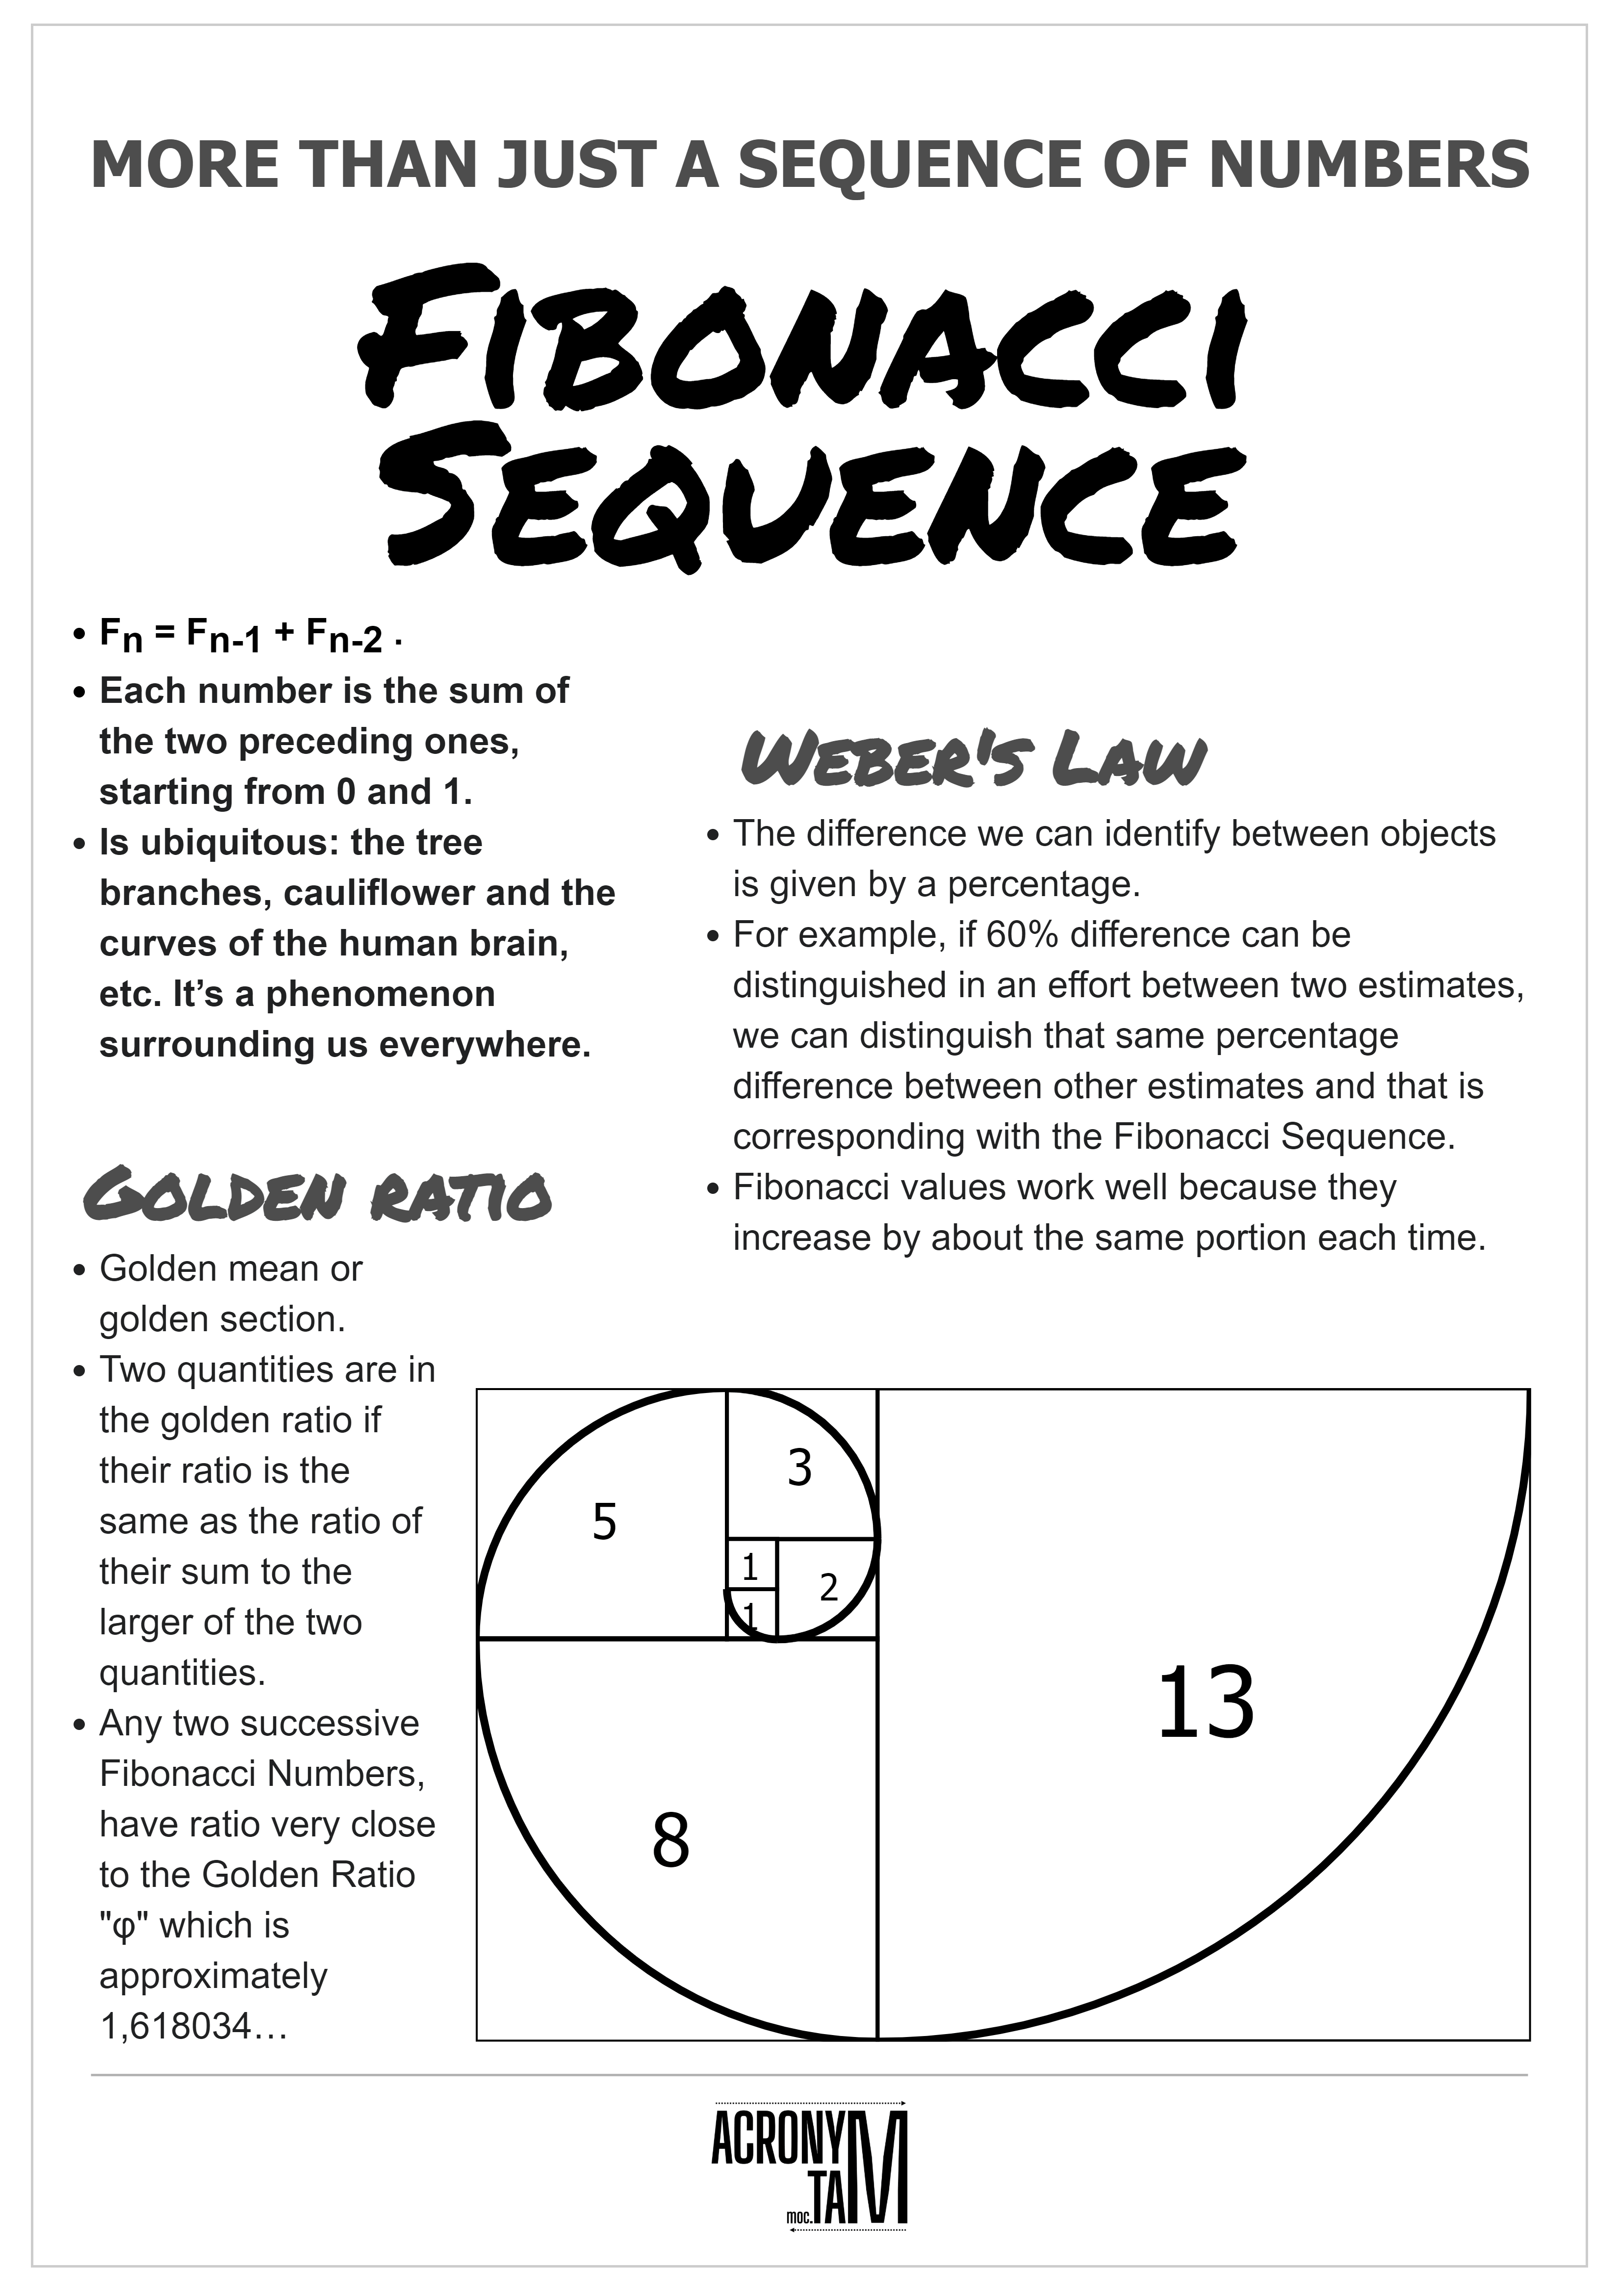 MORE THAN JUST A SEQUENCE OF NUMBERS
FIBONACCI
SEQUENCE
• Fn = Fn-1 + Fn-2 .
• Each number is the sum of
the two preceding ones,
starting from 0 and 1.
• Is ubiquitous: the tree
branches, cauliflower and the
curves of the human brain,
etc. It’s a phenomenon
surrounding us everywhere.
WEBER'S LAW
• The difference we can identify between objects
is given by a percentage.
• For example, if 60% difference can be
distinguished in an effort between two estimates,
we can distinguish that same percentage
difference between other estimates and that is
corresponding with the Fibonacci Sequence.
• Fibonacci values work well because they
increase by about the same portion each time.
GOLDEN RATIO
• Golden mean or
golden section.
• Two quantities are in
the golden ratio if
their ratio is the
same as the ratio of
their sum to the
larger of the two
quantities.
• Any two successive
Fibonacci Numbers,
have ratio very close
to the Golden Ratio
"φ" which is
approximately
1,618034…
3
5
1
2
1
13
8
ACRONYM
moc.TA